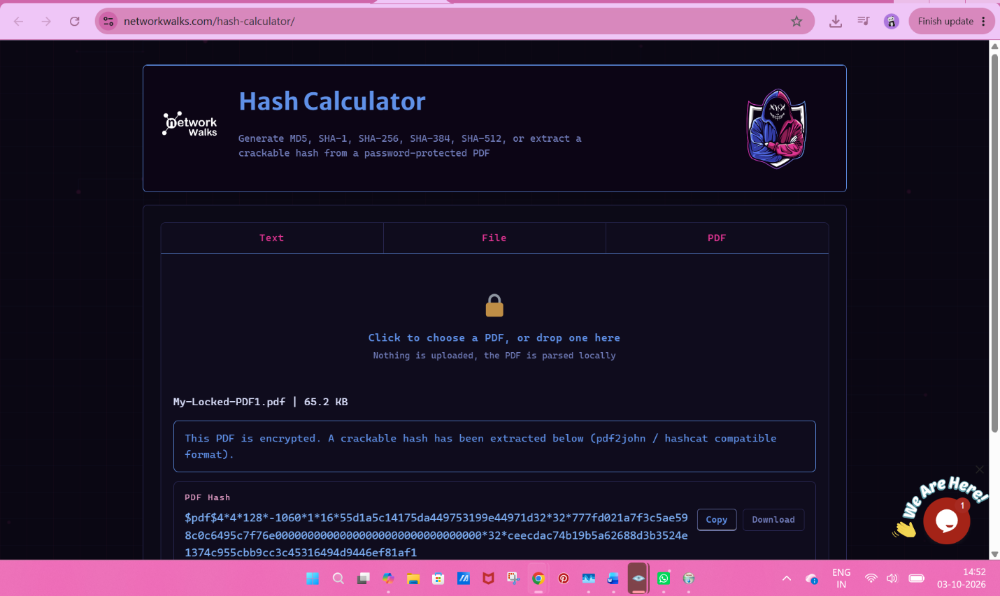 networkwalks.com/hash-calculator/
Finish update
network
Walks
Hash Calculator
Generate MD5, SHA-1, SHA-256, SHA-384, SHA-512, or extract a
crackable hash from a password-protected PDF
Text File PDF
Click to choose a PDF, or drop one here
Nothing is uploaded, the PDF is parsed locally
My-Locked-PDF1.pdf | 65.2 KB
This PDF is encrypted. A crackable hash has been extracted below (pdf2john / hashcat compatible
format).
PDF Hash
$pdf$4*4*128*-1060*1*16*55d1a5c14175da449753199e44971d32*32*777fd021a7f3c5ae59
8c0c6495c7f76e00000000000000000000000000000000*32*ceecdac74b19b5a62688d3b3524e
1374c955cbb9cc3c45316494d9446ef81af1
Copy Download
We Are Here!
1
ENG
IN
14:52
03-10-2026